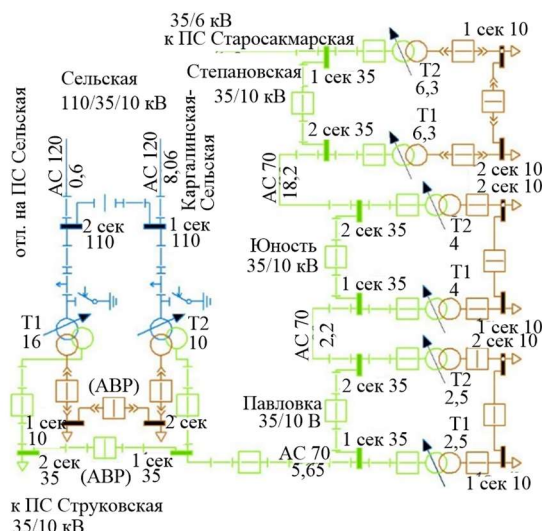 35/6 кВ
к ПС Старосакмарская
Сельская
110/35/10 кВ
Степановская
35/10 кВ
1 сек 35
Т2
6,3
1 сек 10
отл. на ПС Сельская
АС 120
0,6
АС 120
8,06
Каргалинская-
Сельская
2 сек 35
Т1
6,3
2 сек 10
АС 70
18,2
2 сек 10
2 сек
110
1 сек
110
2 сек 35
Т2
4
Юность
35/10 кВ
1 сек 35
Т1
4
1 сек 10
Т1
16
Т2
10
АС 70
2,2
2 сек 10
2 сек 35
Т2
2,5
(АВР)
Павловка
35/10 В
1 сек
10
2 сек
Т1
2,5
2 сек
35
(АВР)
1 сек
35
АС 70
5,65
1 сек 35
1 сек 10
к ПС Струковская
35/10 кВ